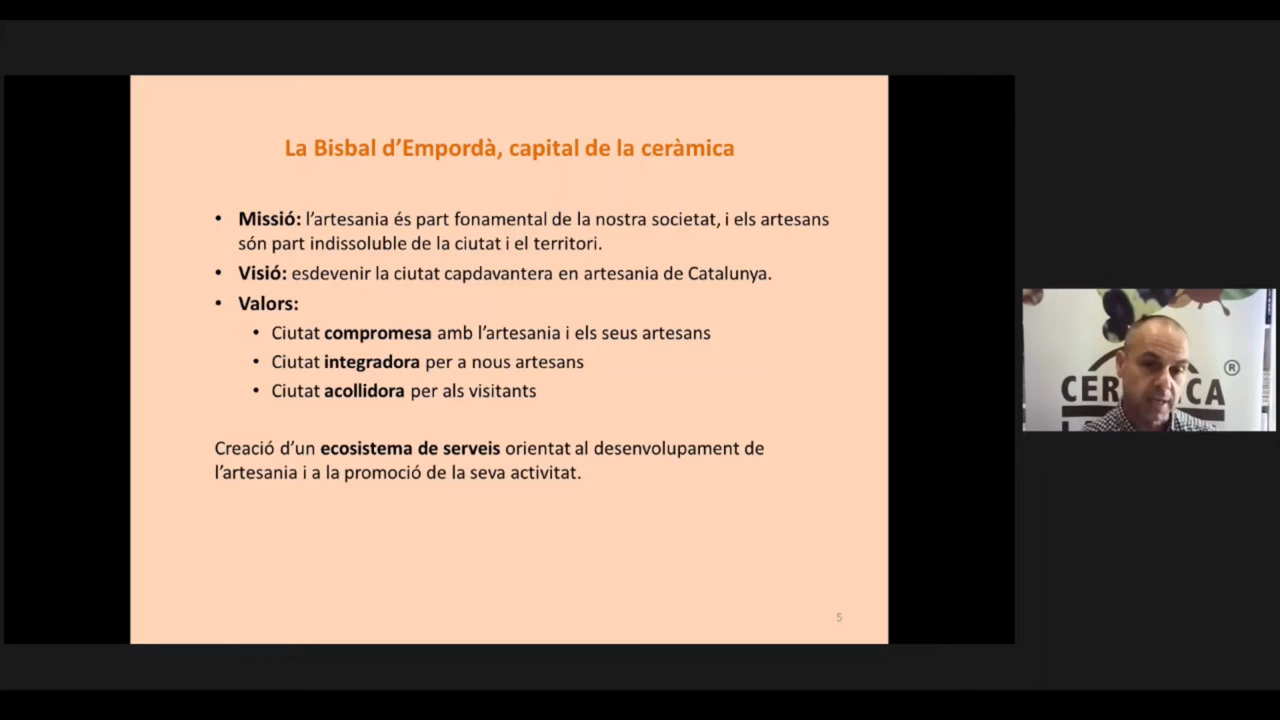 La Bisbal d’Empordà, capital de la ceràmica
• Missió: l’artesania és part fonamental de la nostra societat, i els artesans
són part indissoluble de la ciutat i el territori.
• Visió: esdevenir la ciutat capdavantera en artesania de Catalunya.
• Valors:
• Ciutat compromesa amb l’artesania i els seus artesans
• Ciutat integradora per a nous artesans
• Ciutat acollidora per als visitants
Creació d’un ecosistema de serveis orientat al desenvolupament de
l’artesania i a la promoció de la seva activitat.
5
®